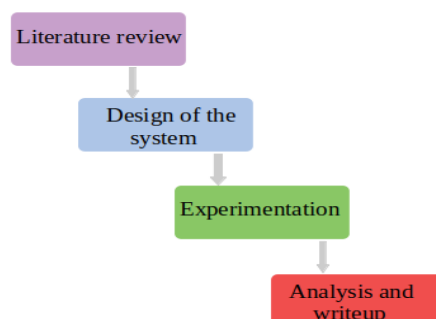 Literature review
Design of the
system
Experimentation
Analysis and
writeup